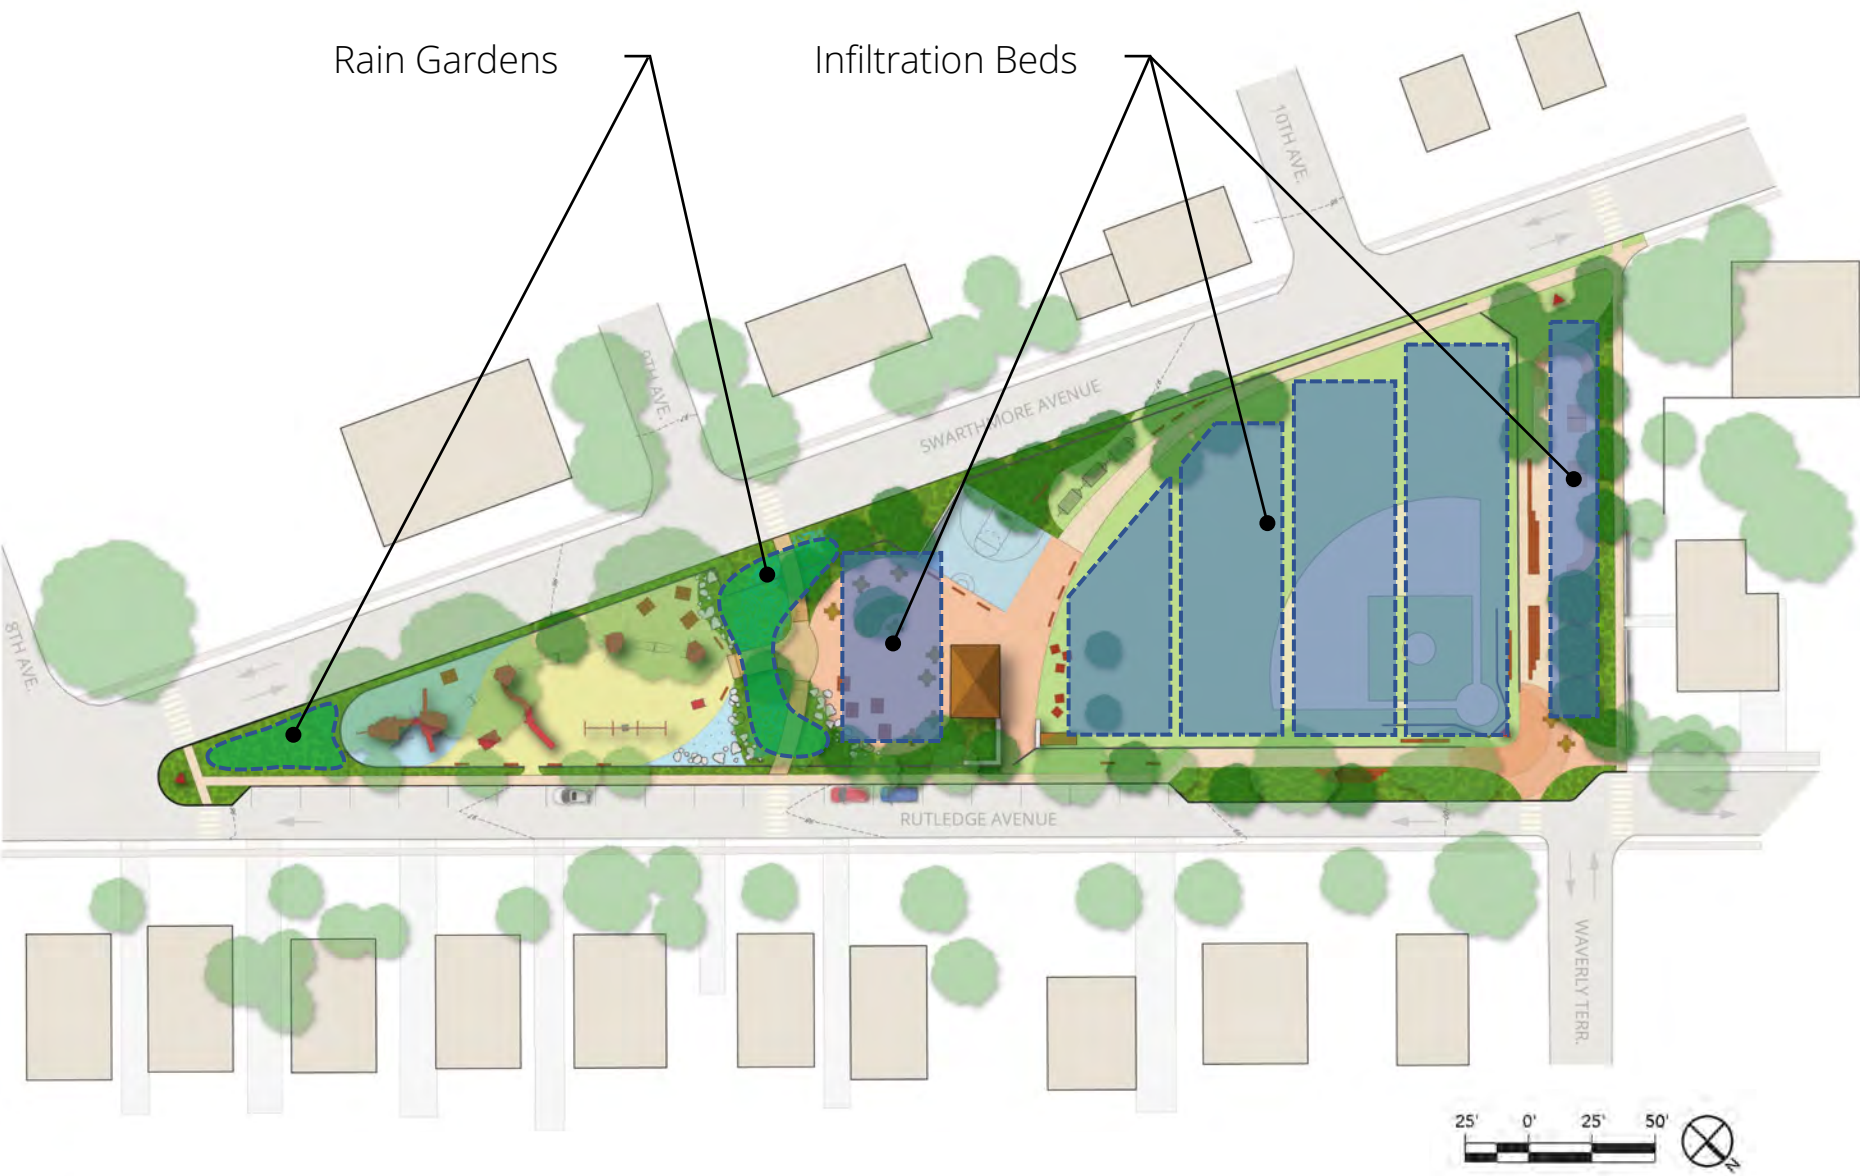 Rain Gardens
Infiltration Beds
10TH AVE.
9TH AVE.
SWARTHMORE AVENUE
8TH AVE.
RUTLEDGE AVENUE
WAVERLY TERR.
25' 0' 25' 50'
N